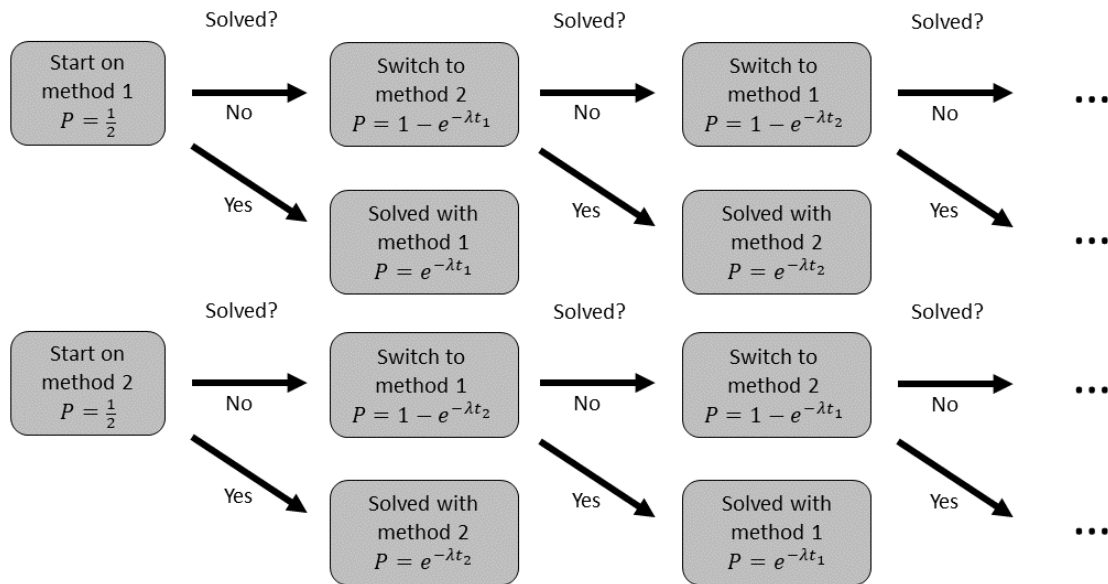 Solved? Solved? Solved?
Start on
method 1
P = 1/2
No
Switch to
method 2
P = 1 − e^{−λt₁}
No
Switch to
method 1
P = 1 − e^{−λt₂}
No
...
Yes
Solved with
method 1
P = e^{−λt₁}
Yes
Solved with
method 2
P = e^{−λt₂}
Yes
...
Solved? Solved? Solved?
Start on
method 2
P = 1/2
No
Switch to
method 1
P = 1 − e^{−λt₂}
No
Switch to
method 2
P = 1 − e^{−λt₁}
No
...
Yes
Solved with
method 2
P = e^{−λt₂}
Yes
Solved with
method 1
P = e^{−λt₁}
Yes
...